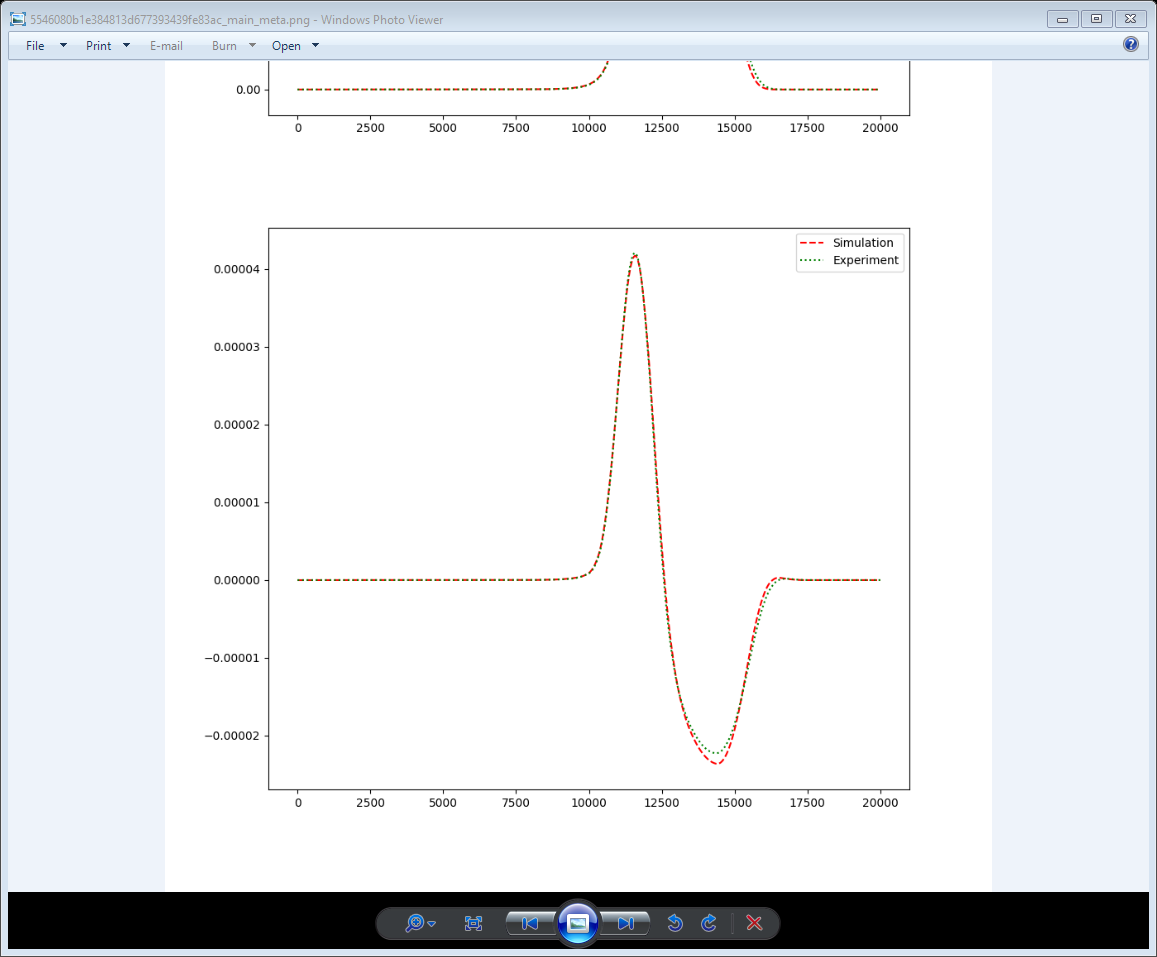 5546080b1e384813d677393439fe83ac_main_meta.png - Windows Photo Viewer
File Print E-mail Burn Open
0.00
0 2500 5000 7500 10000 12500 15000 17500 20000
Simulation
Experiment
0.00004
0.00003
0.00002
0.00001
0.00000
−0.00001
−0.00002
0 2500 5000 7500 10000 12500 15000 17500 20000